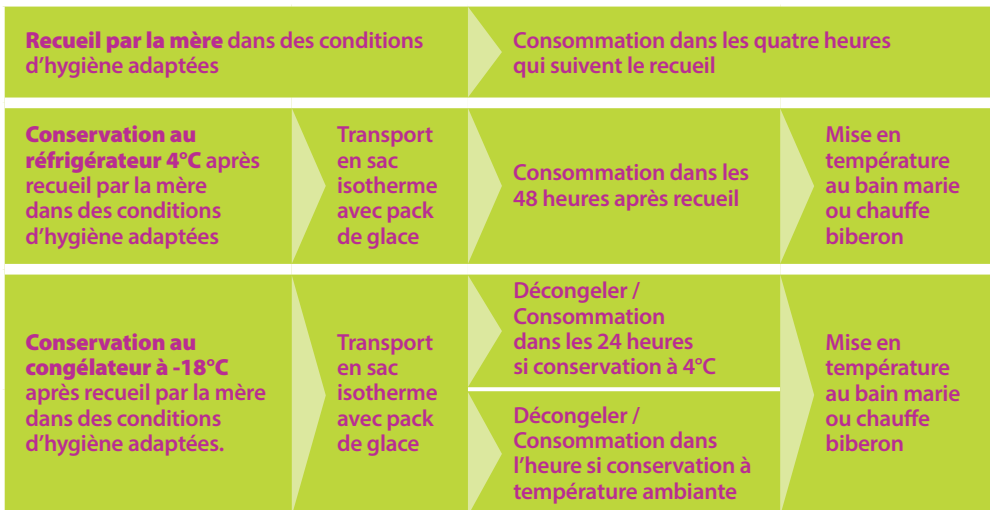 Recueil par la mère dans des conditions
d'hygiène adaptées
Consommation dans les quatre heures
qui suivent le recueil
Conservation au
réfrigérateur 4°C après
recueil par la mère
dans des conditions
d'hygiène adaptées
Transport
en sac
isotherme
avec pack
de glace
Consommation dans les
48 heures après recueil
Mise en
température
au bain marie
ou chauffe
biberon
Conservation au
congélateur à -18°C
après recueil par la mère
dans des conditions
d'hygiène adaptées.
Transport
en sac
isotherme
avec pack
de glace
Décongeler /
Consommation
dans les 24 heures
si conservation à 4°C
Décongeler /
Consommation dans
l'heure si conservation à
température ambiante
Mise en
température
au bain marie
ou chauffe
biberon